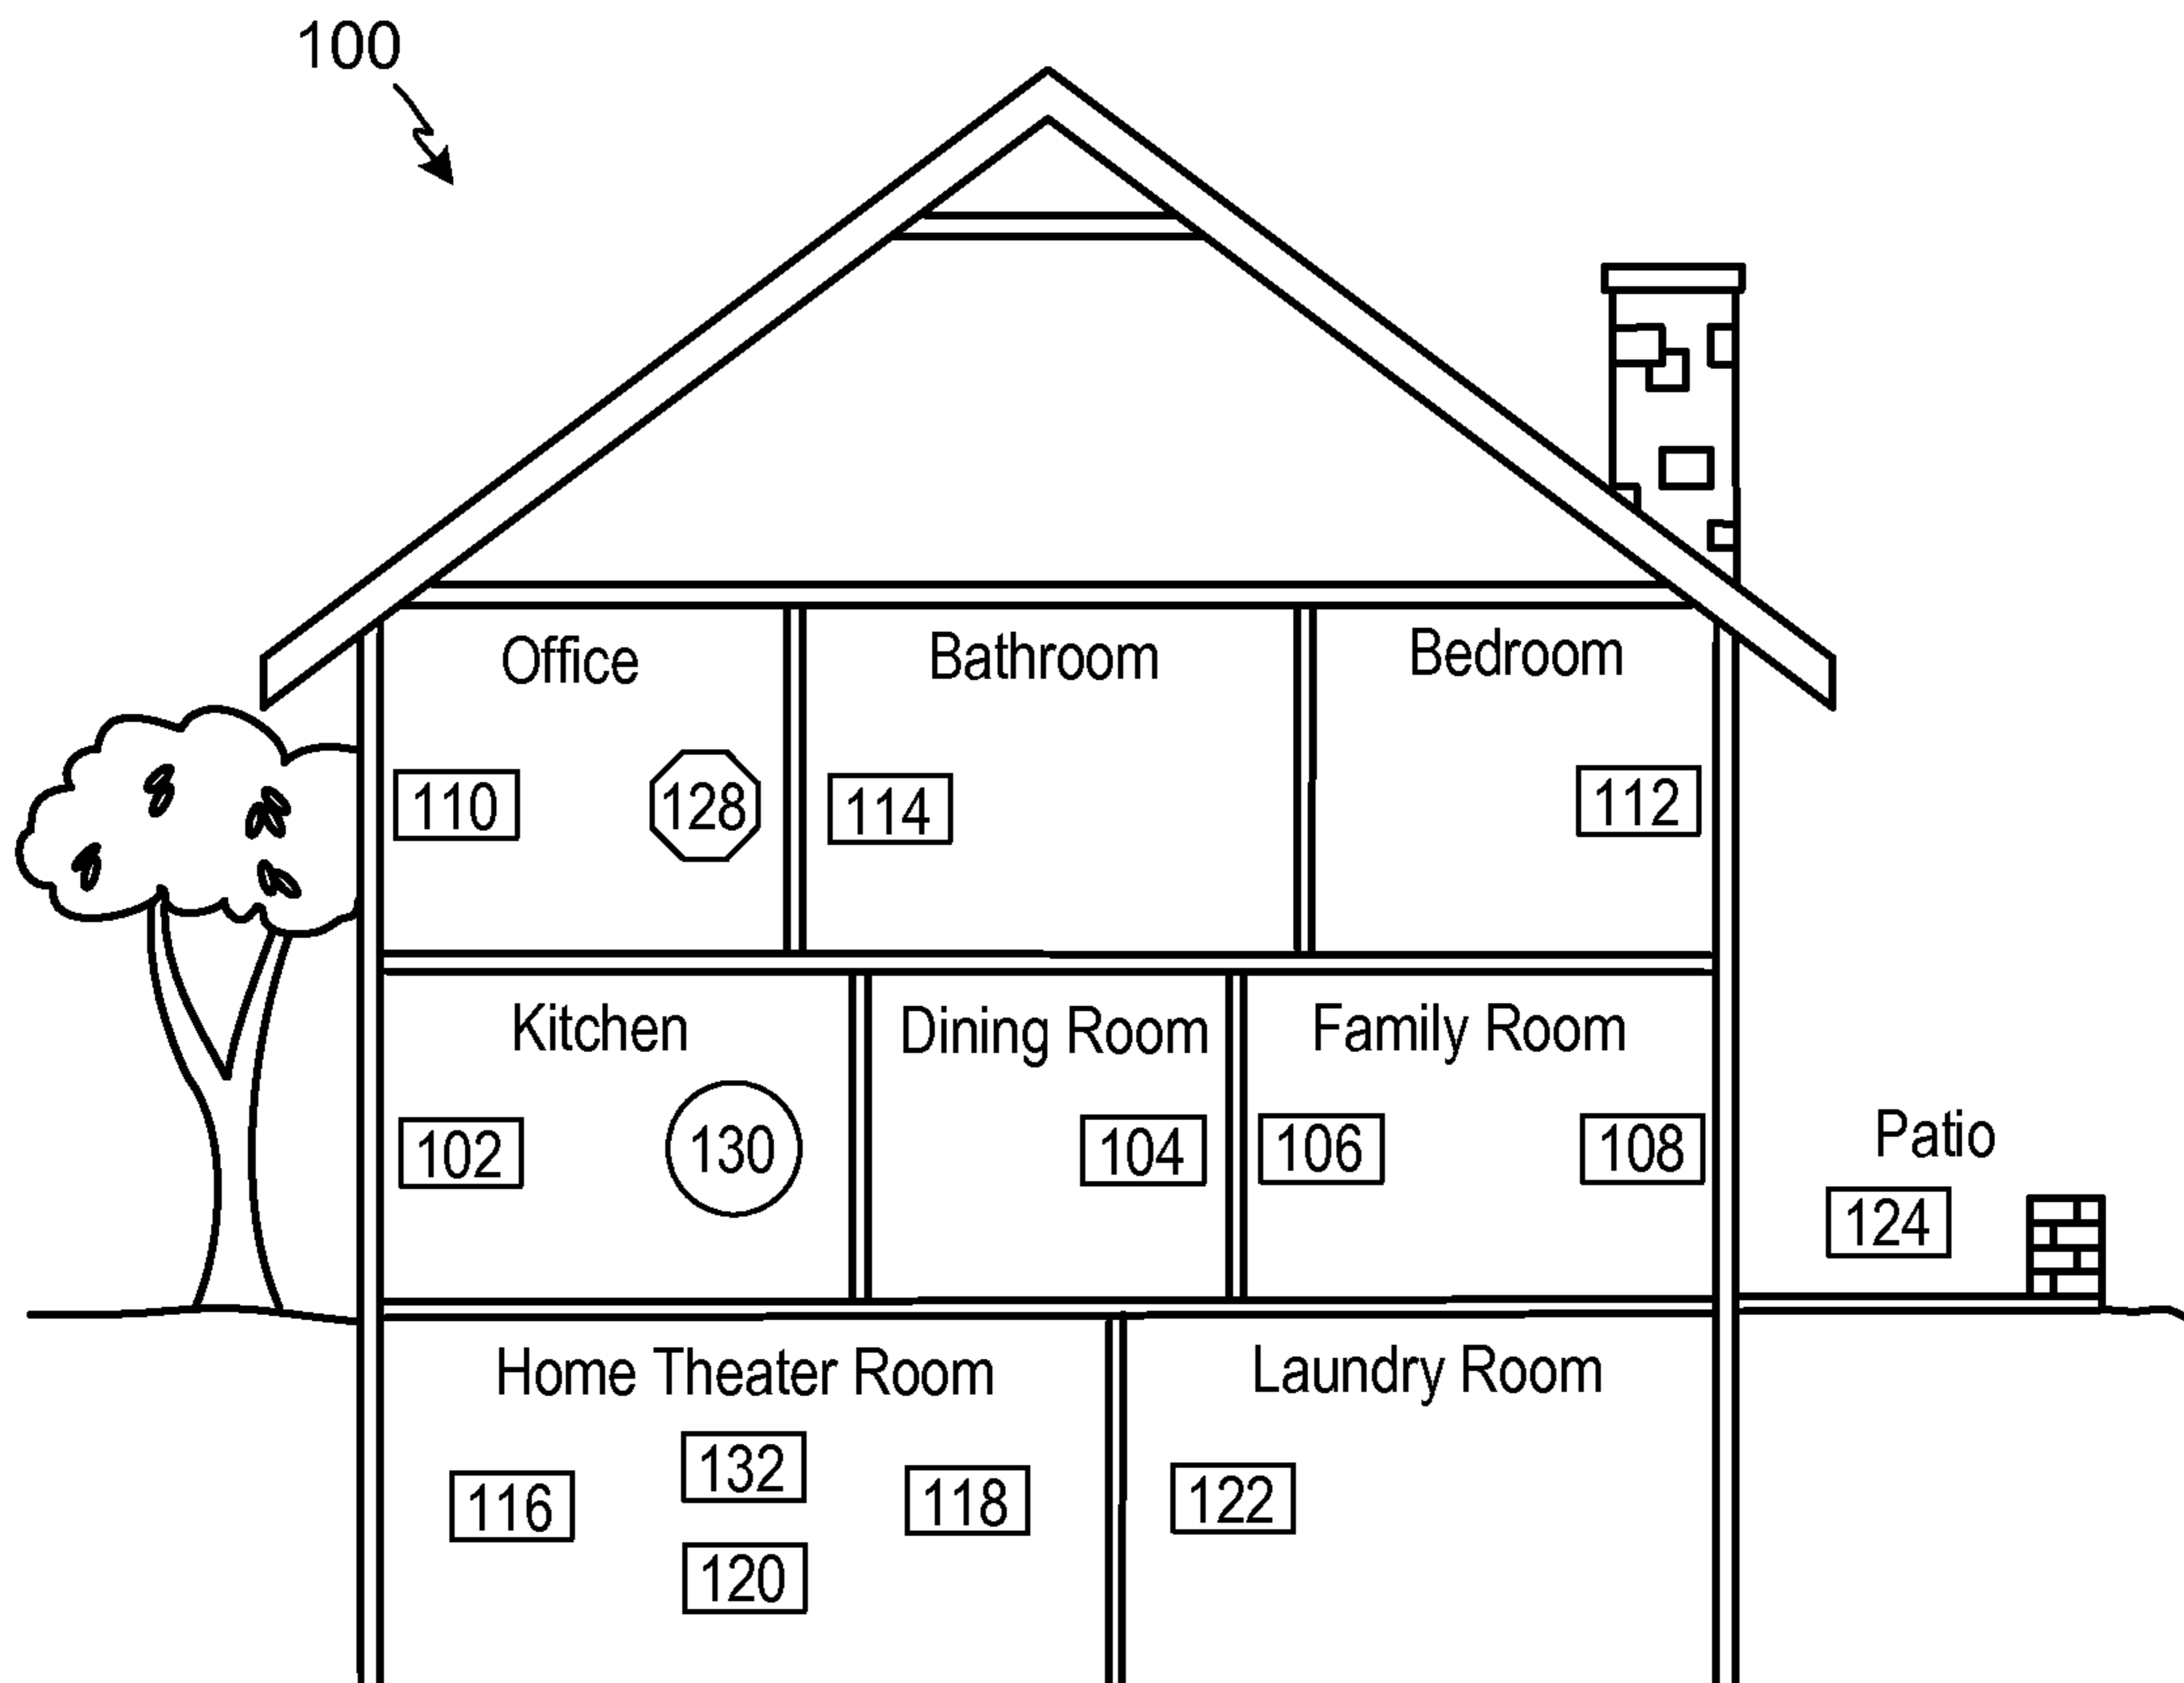 100
Office Bathroom Bedroom
110 128 114 112
Kitchen Dining Room Family Room
102 130 104 106 108
Patio
124
Home Theater Room Laundry Room
116 132 118 122
120